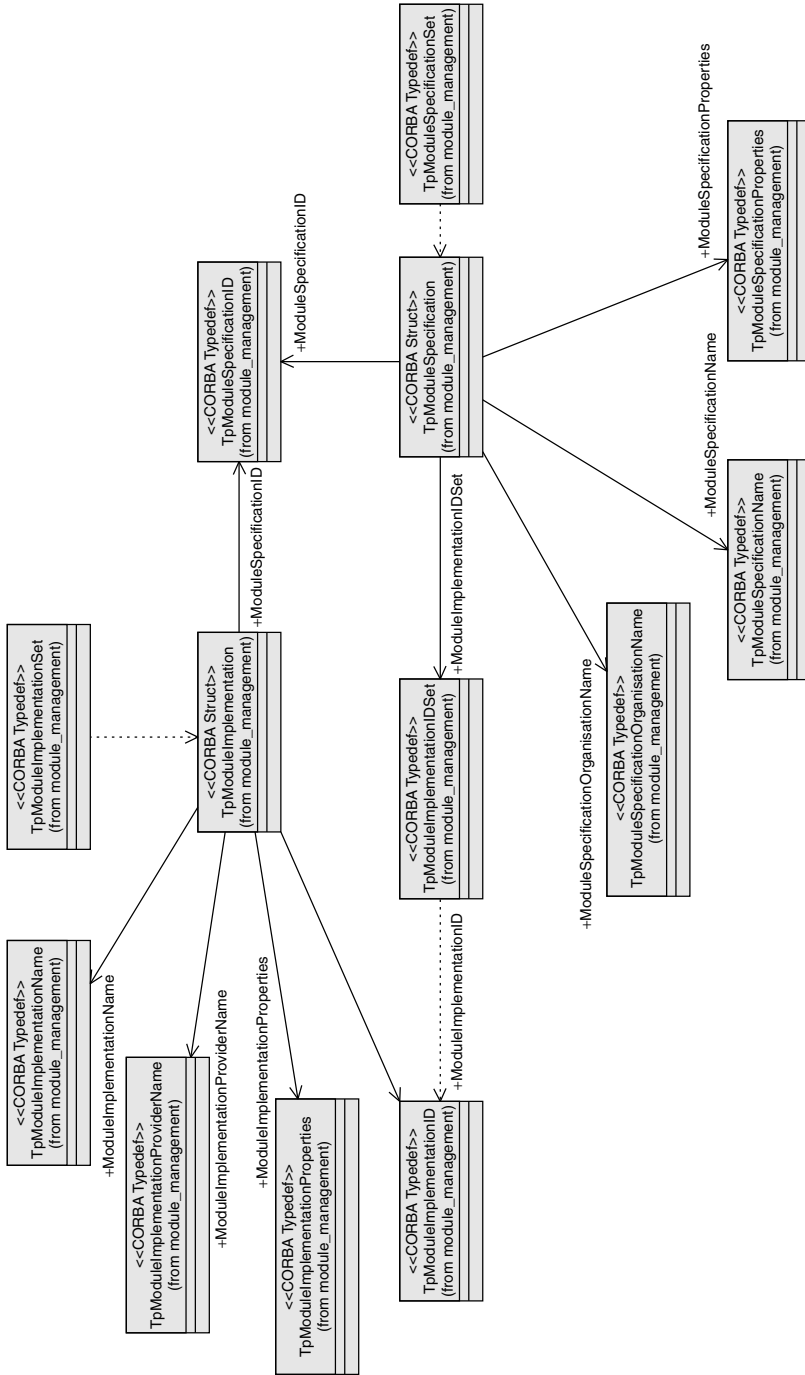 <<CORBA Typedef>>
TpModuleImplementationName
(from module_management)
<<CORBA Typedef>>
TpModuleImplementationSet
(from module_management)
+ModuleImplementationName
<<CORBA Typedef>>
TpModuleImplementationProviderName
(from module_management)
+ModuleImplementationProviderName
<<CORBA Struct>>
TpModuleImplementation
(from module_management)
<<CORBA Typedef>>
TpModuleSpecificationID
(from module_management)
+ModuleSpecificationID
+ModuleImplementationProperties
<<CORBA Typedef>>
TpModuleImplementationProperties
(from module_management)
+ModuleSpecificationID
<<CORBA Typedef>>
TpModuleImplementationID
(from module_management)
<<CORBA Typedef>>
TpModuleImplementationIDSet
(from module_management)
<<CORBA Struct>>
TpModuleSpecification
(from module_management)
<<CORBA Typedef>>
TpModuleSpecificationSet
(from module_management)
+ModuleImplementationID
+ModuleImplementationIDSet
+ModuleSpecificationOrganisationName
<<CORBA Typedef>>
TpModuleSpecificationOrganisationName
(from module_management)
+ModuleSpecificationName
+ModuleSpecificationProperties
<<CORBA Typedef>>
TpModuleSpecificationName
(from module_management)
<<CORBA Typedef>>
TpModuleSpecificationProperties
(from module_management)